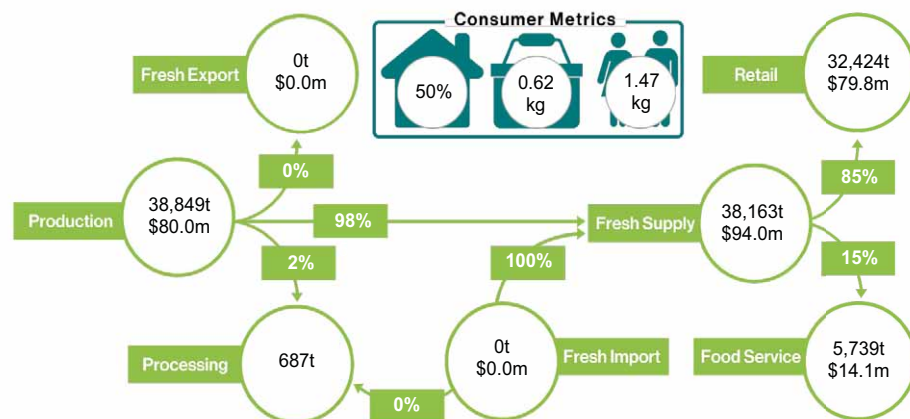 Consumer Metrics
Fresh Export
0t
$0.0m
50%
0.62
kg
1.47
kg
Retail
32,424t
$79.8m
0%
85%
Production
38,849t
$80.0m
98%
Fresh Supply
38,163t
$94.0m
2%
100%
15%
Processing
687t
0t
$0.0m
Fresh Import
Food Service
5,739t
$14.1m
0%